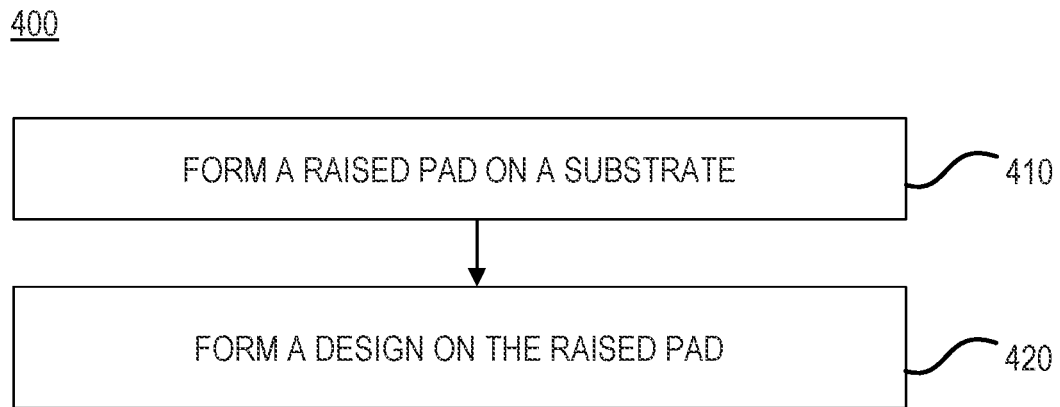 400
FORM A RAISED PAD ON A SUBSTRATE
410
FORM A DESIGN ON THE RAISED PAD
420